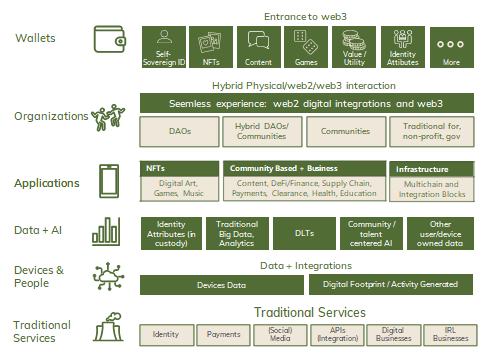 Entrance to web3
Wallets
Self-
Sovereign ID
NFTs
Content
Games
Value /
Utility
Identity
Attibutes
More
Hybrid Physical/web2/web3 interaction
Organizations
Seemless experience: web2 digital integrations and web3
DAOs
Hybrid DAOs/
Communities
Communities
Traditional for,
non-profit, gov
Applications
NFTs
Digital Art,
Games, Music
Community Based + Business
Content, DeFi/Finance, Supply Chain,
Payments, Clearance, Health, Education
Infrastructure
Multichain and
Integration Blocks
Data + AI
Identity
Attributes (in
custody)
Traditional
Big Data,
Analytics
DLTs
Community /
talent
centered AI
Other
user/device
owned data
Devices &
People
Data + Integrations
Devices Data
Digital Footprint / Activity Generated
Traditional Services
Traditional
Services
Identity
Payments
(Social)
Media
APIs
(Integration)
Digital
Businesses
IRL
Businesses